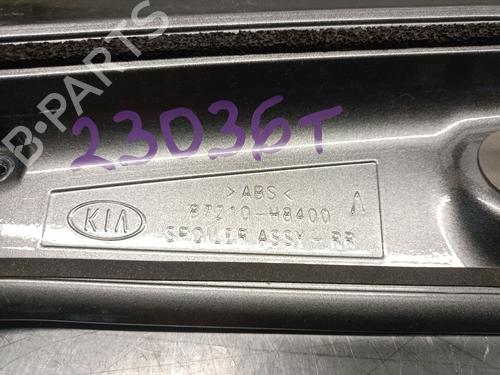 B-PARTS
23036T
>ABS<
KIA
87210-H8400
A
SPOILER ASSY-RR